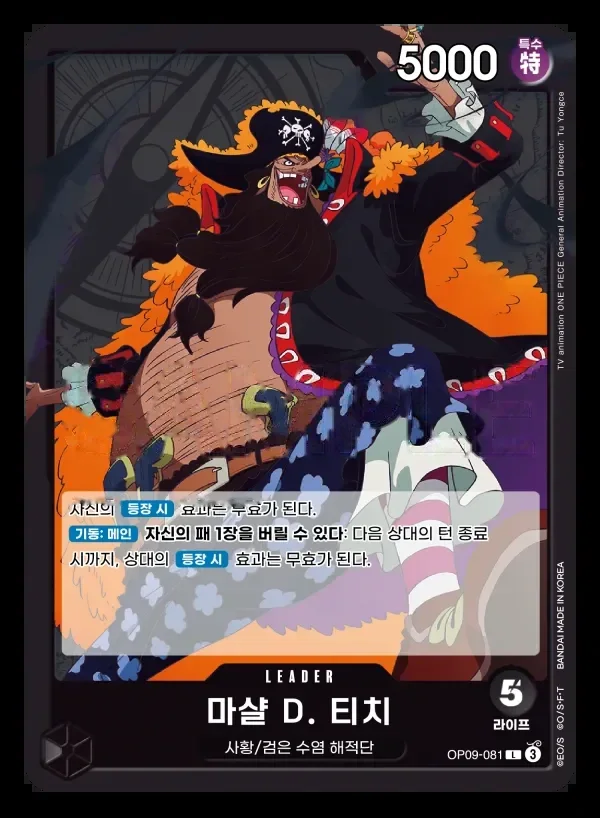 5000
특수
特
TV animation ONE PIECE General Animation Director: Tu Yongce
자신의 등장 시 효과는 무효가 된다.
기동: 메인 자신의 패 1장을 버릴 수 있다: 다음 상대의 턴 종료
시까지, 상대의 등장 시 효과는 무효가 된다.
BANDAI MADE IN KOREA
©EO/S ©O/S·F·T
LEADER
마샬 D. 티치
5
라이프
사황/검은 수염 해적단
OP09-081 L 3